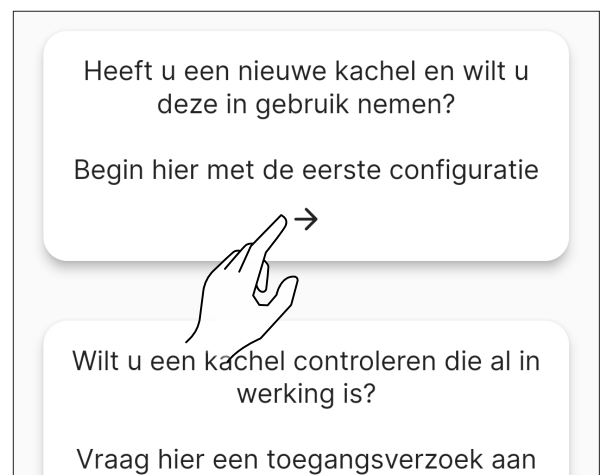 Heeft u een nieuwe kachel en wilt u
deze in gebruik nemen?
Begin hier met de eerste configuratie
→
Wilt u een kachel controleren die al in
werking is?
Vraag hier een toegangsverzoek aan